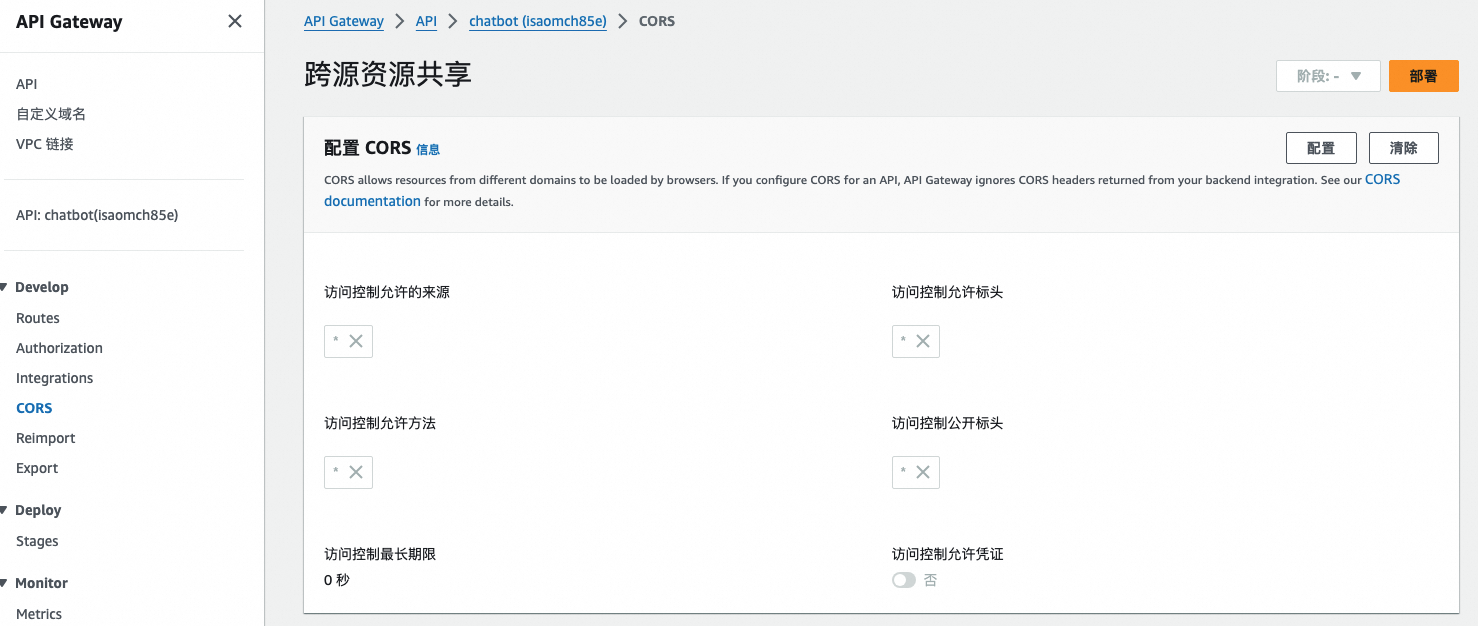 API Gateway
API
自定义域名
VPC 链接
API: chatbot(isaomch85e)
Develop
Routes
Authorization
Integrations
CORS
Reimport
Export
Deploy
Stages
Monitor
Metrics
API Gateway > API > chatbot (isaomch85e) > CORS
跨源资源共享
阶段: - ▼
部署
配置 CORS 信息
配置
清除
CORS allows resources from different domains to be loaded by browsers. If you configure CORS for an API, API Gateway ignores CORS headers returned from your backend integration. See our CORS
documentation for more details.
访问控制允许的来源
*
访问控制允许标头
*
访问控制允许方法
*
访问控制公开标头
*
访问控制最长期限
0 秒
访问控制允许凭证
否